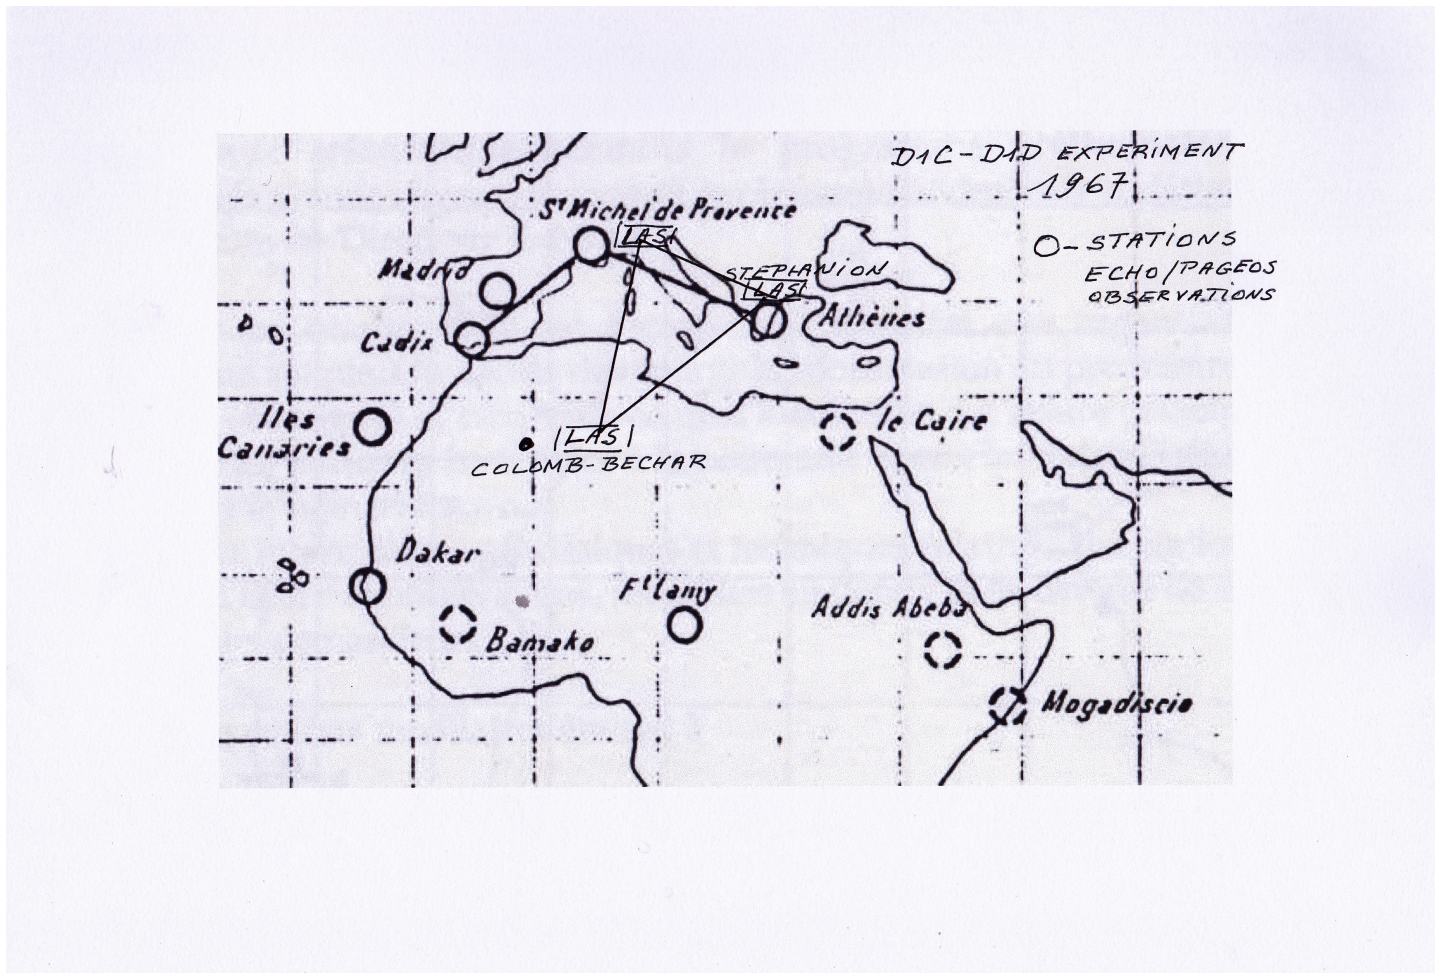 D1C-D1D EXPERIMENT
1967
St Michel de Provence
LAS
STATIONS
ECHO/PAGEOS
OBSERVATIONS
Madrid
STEPHANION
LAS
Cadix
Athènes
Iles
Canaries
le Caire
LAS
COLOMB-BECHAR
Dakar
Ft Lamy
Addis Abeba
Bamako
Mogadiscio